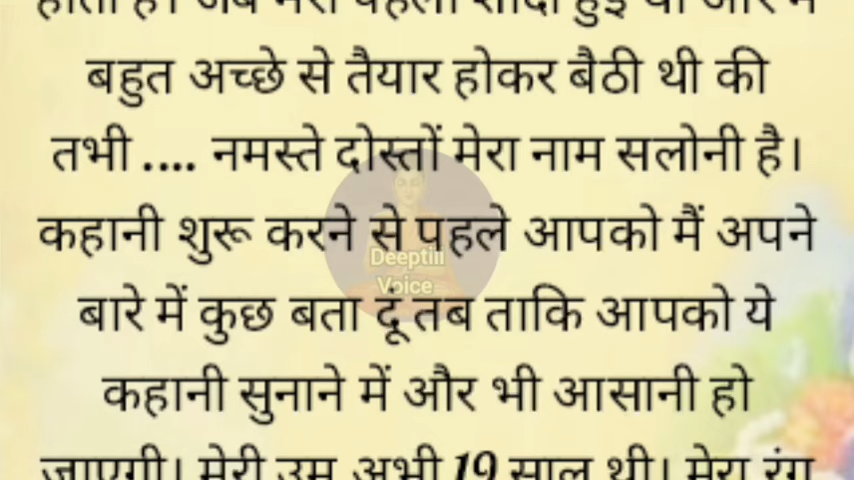 होता है। जब मेरी पहली शादी हुई थी और मैं
बहुत अच्छे से तैयार होकर बैठी थी की
तभी .... नमस्ते दोस्तों मेरा नाम सलोनी है।
कहानी शुरू करने से पहले आपको मैं अपने
Deeptiii
Voice
बारे में कुछ बता दूं तब ताकि आपको ये
कहानी सुनाने में और भी आसानी हो
जाएगी। मेरी उम्र अभी 19 साल थी। मेरा रंग